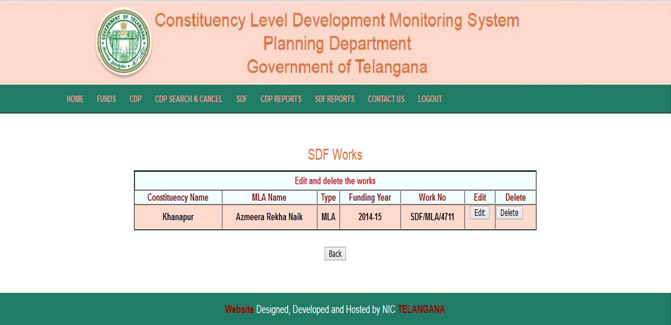 Constituency Level Development Monitoring System
Planning Department
Government of Telangana
HOME FUNDS CDP CDP SEARCH & CANCEL SDF CDP REPORTS SDF REPORTS CONTACT US LOGOUT
SDF Works
Edit and delete the works
Constituency Name MLA Name Type Funding Year Work No Edit Delete
Khanapur Azmeera Rekha Naik MLA 2014-15 SDF/MLA/4711 Edit Delete
Back
Website Designed, Developed and Hosted by NIC TELANGANA